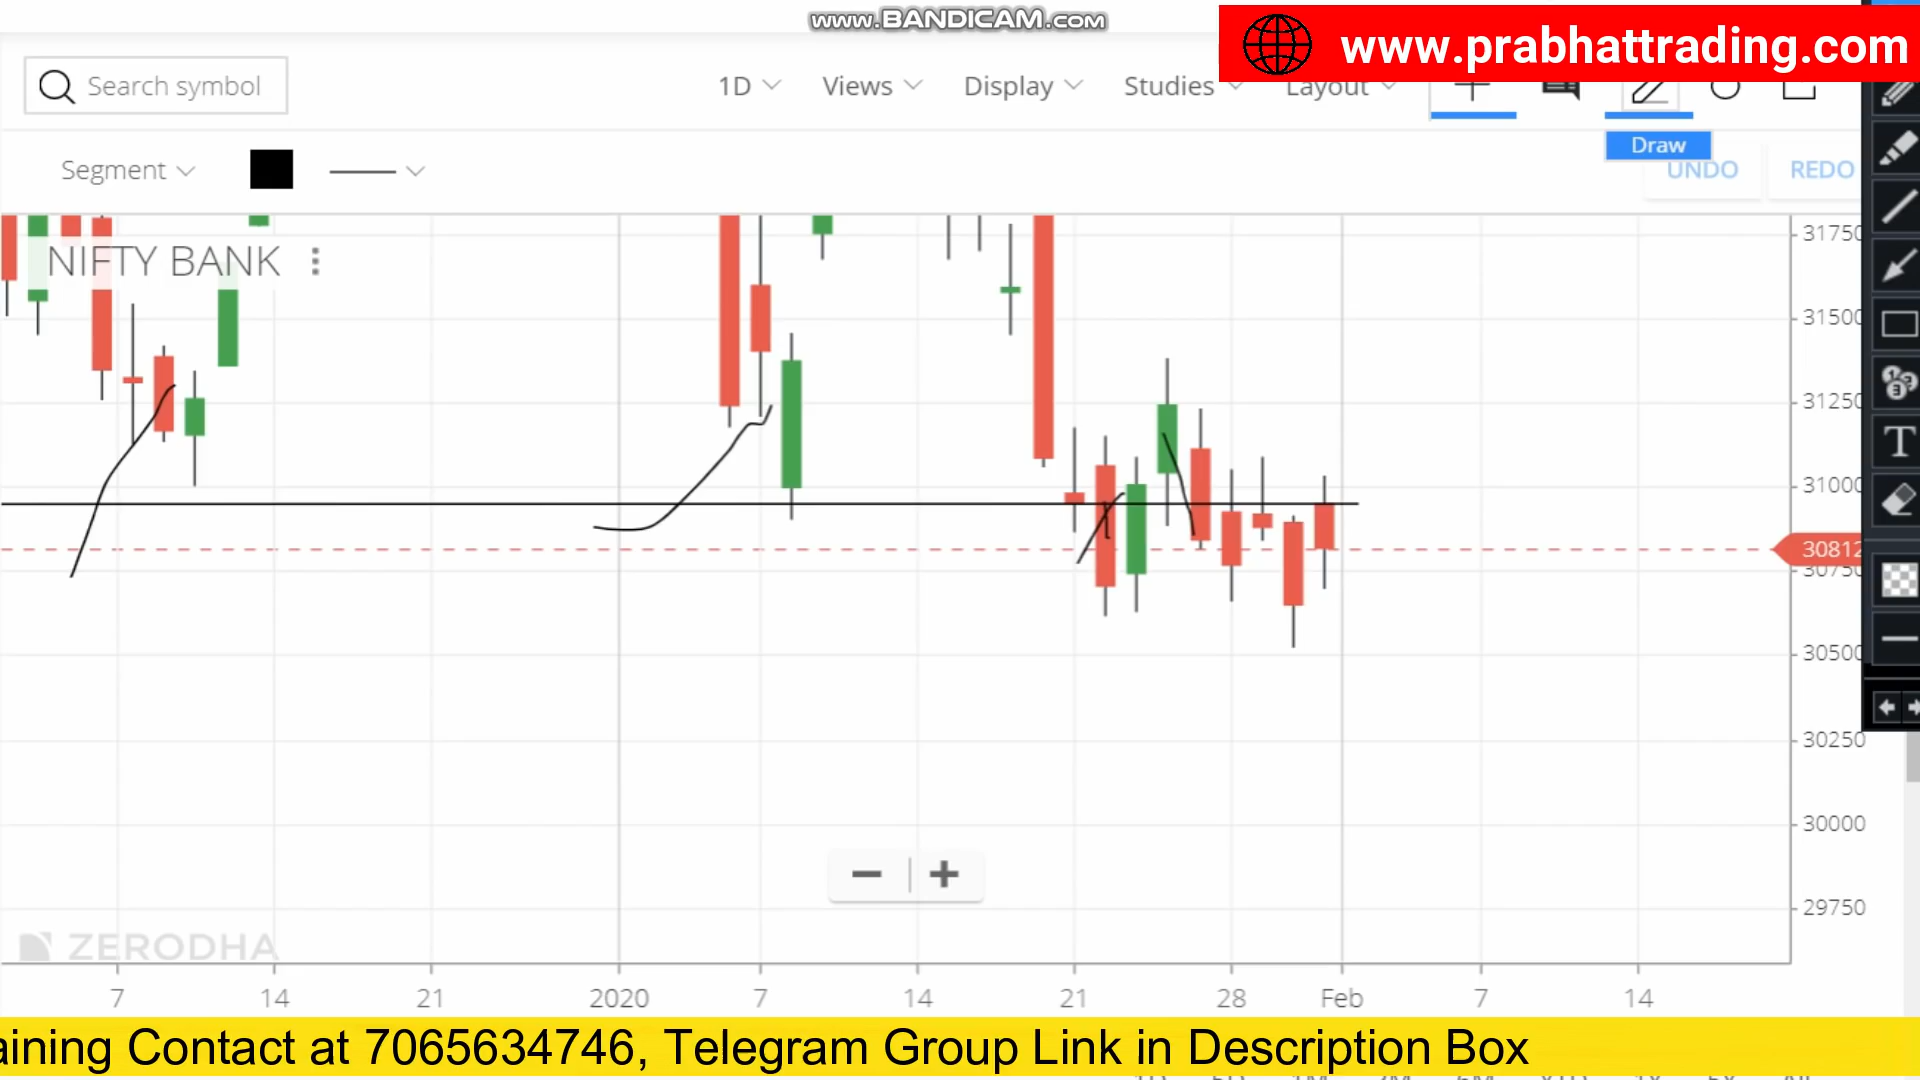 www.BANDICAM.com
www.prabhattrading.com
Search symbol
1D Views Display Studies Layout
Draw
Segment UNDO REDO
NIFTY BANK
31750
31500
31250
31000
30812
30750
30500
30250
30000
29750
T
ZERODHA
7 14 21 2020 7 14 21 28 Feb 7 14
aining Contact at 7065634746, Telegram Group Link in Description Box